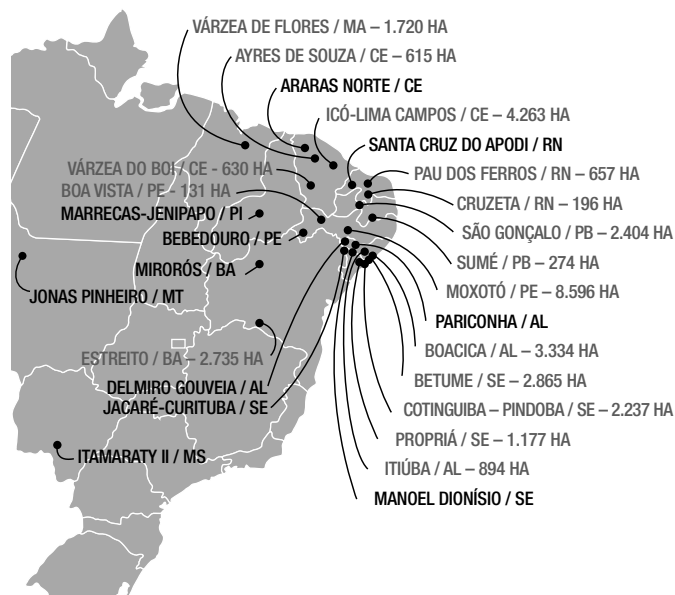 VÁRZEA DE FLORES / MA – 1.720 HA
AYRES DE SOUZA / CE – 615 HA
ARARAS NORTE / CE
ICÓ-LIMA CAMPOS / CE – 4.263 HA
SANTA CRUZ DO APODI / RN
VÁRZEA DO BOI / CE - 630 HA
PAU DOS FERROS / RN – 657 HA
BOA VISTA / PE - 131 HA
CRUZETA / RN – 196 HA
MARRECAS-JENIPAPO / PI
SÃO GONÇALO / PB – 2.404 HA
BEBEDOURO / PE
SUMÉ / PB – 274 HA
MIRORÓS / BA
MOXOTÓ / PE – 8.596 HA
JONAS PINHEIRO / MT
PARICONHA / AL
BOACICA / AL – 3.334 HA
ESTREITO / BA – 2.735 HA
BETUME / SE – 2.865 HA
DELMIRO GOUVEIA / AL
JACARÉ-CURITUBA / SE
COTINGUIBA – PINDOBA / SE – 2.237 HA
PROPRIÁ / SE – 1.177 HA
ITAMARATY II / MS
ITIÚBA / AL – 894 HA
MANOEL DIONÍSIO / SE